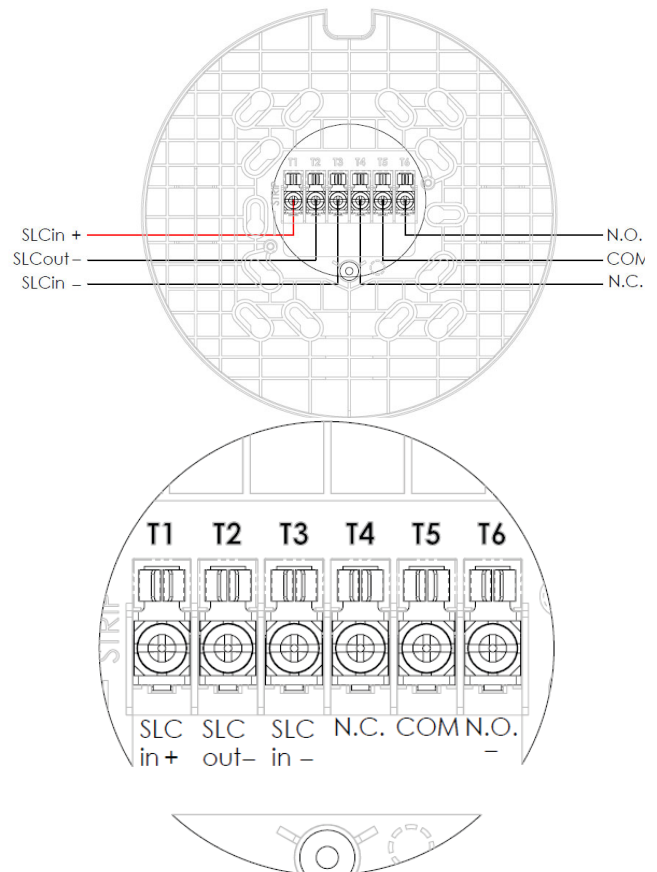 T1 T2 T3 T4 T5 T6
STRIP
SLCin +
SLCout –
SLCin –
N.O.
COM
N.C.
T1 T2 T3 T4 T5 T6
STRIP
SLC SLC SLC N.C. COM N.O.
in + out– in – –